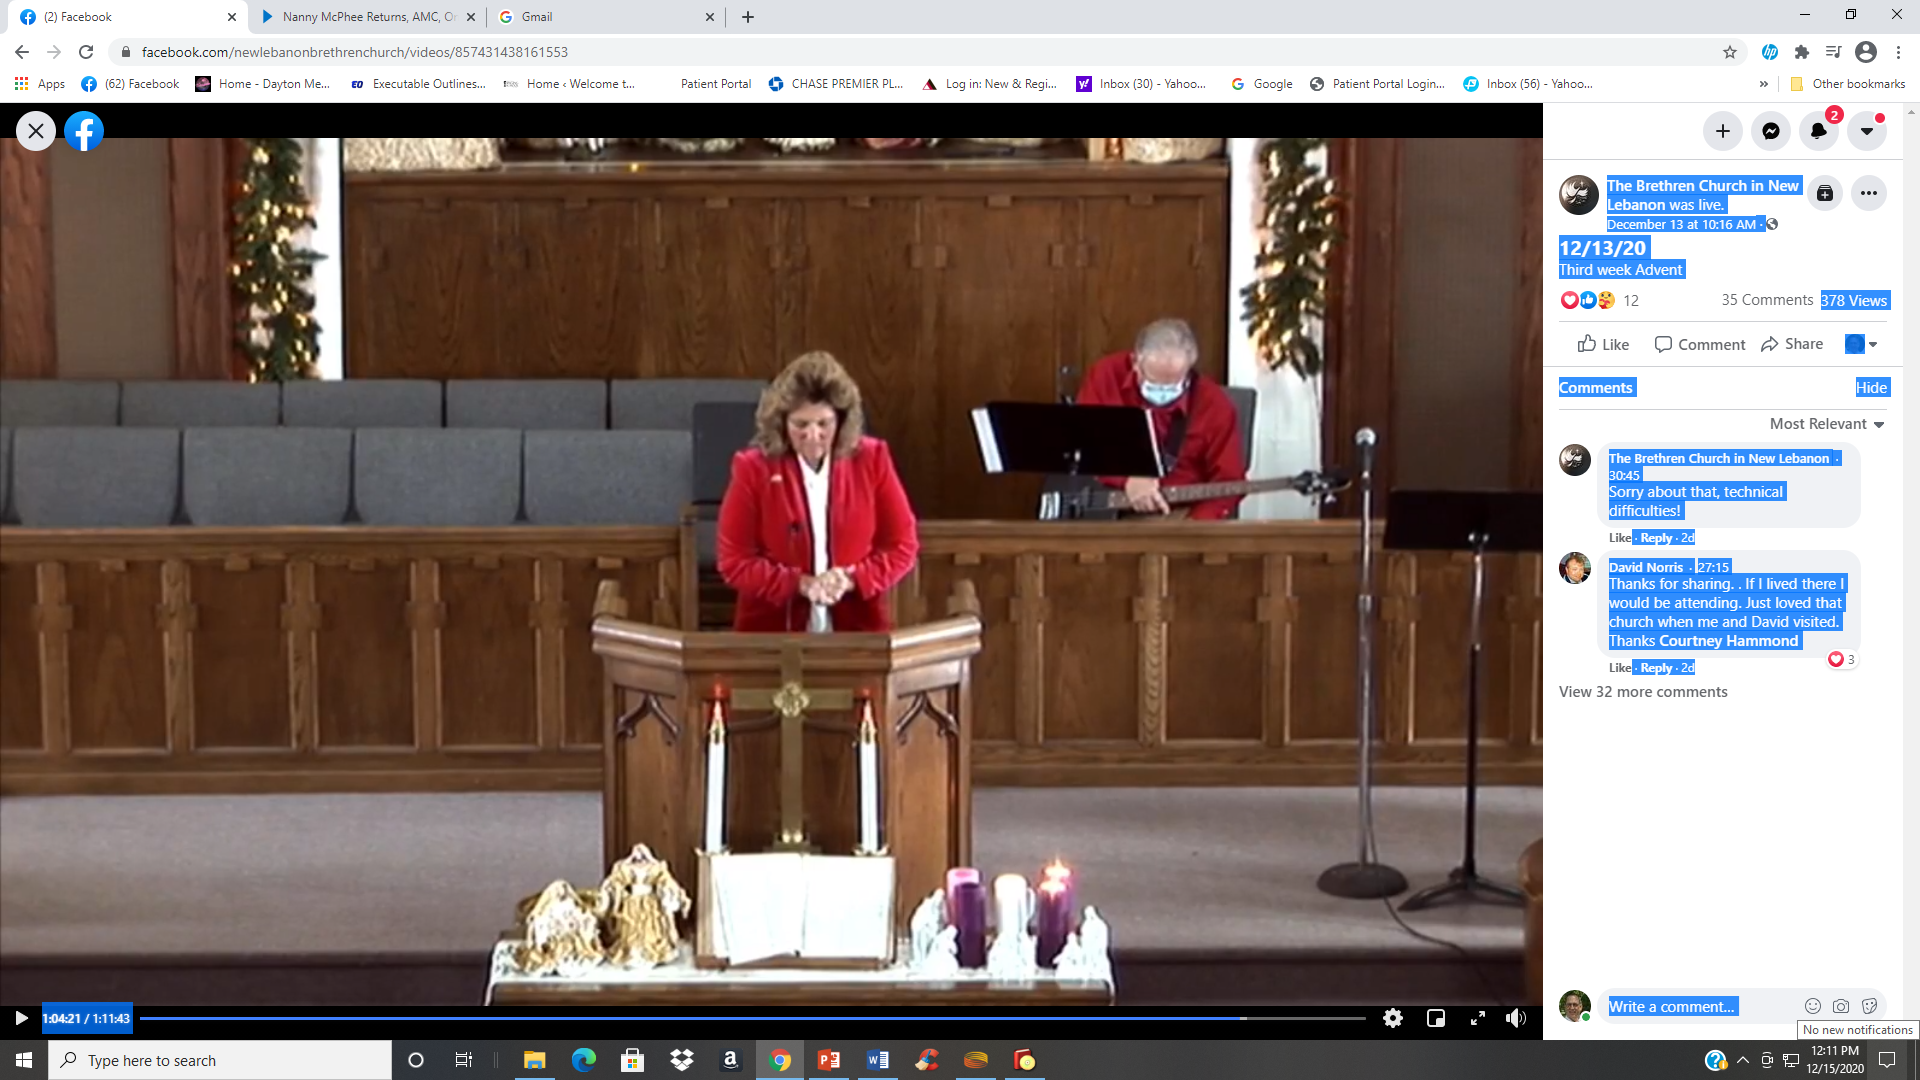 (2) Facebook
Nanny McPhee Returns, AMC, Or
Gmail
facebook.com/newlebanonbrethrenchurch/videos/857431438161553
Apps
(62) Facebook
Home - Dayton Me...
Executable Outlines...
Home ‹ Welcome t...
Patient Portal
CHASE PREMIER PL...
Log in: New & Regi...
Inbox (30) - Yahoo...
Google
Patient Portal Login...
Inbox (56) - Yahoo...
»
Other bookmarks
2
The Brethren Church in New
Lebanon was live.
December 13 at 10:16 AM ·
12/13/20
Third week Advent
12
35 Comments 378 Views
Like
Comment
Share
Comments
Hide
Most Relevant
The Brethren Church in New Lebanon ·
30:45
Sorry about that, technical
difficulties!
Like · Reply · 2d
David Norris · 27:15
Thanks for sharing. . If I lived there I
would be attending. Just loved that
church when me and David visited.
Thanks Courtney Hammond
3
Like · Reply · 2d
View 32 more comments
Write a comment...
1:04:21 / 1:11:43
No new notifications
Type here to search
12:11 PM
12/15/2020